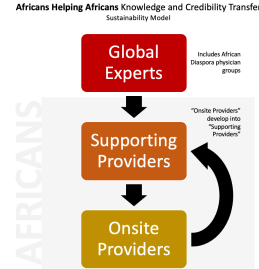 Africans Helping Africans Knowledge and Credibility Transfer
Sustainability Model
Global
Experts
Includes African
Diaspora physician
groups
"Onsite Providers"
develop into
"Supporting
Providers"
Supporting
Providers
Onsite
Providers
AFRICANS